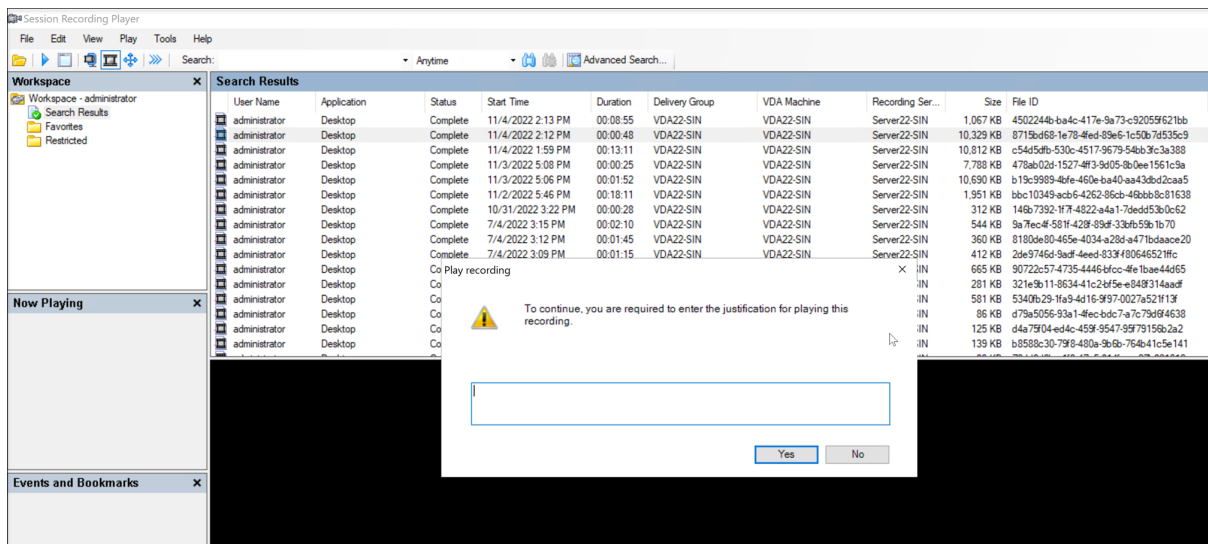 Session Recording Player
File Edit View Play Tools Help
Search: Anytime Advanced Search...
Workspace x
Workspace - administrator
Search Results
Favorites
Restricted
Search Results
User Name Application Status Start Time Duration Delivery Group VDA Machine Recording Ser... Size File ID
administrator Desktop Complete 11/4/2022 2:13 PM 00:08:55 VDA22-SIN VDA22-SIN Server22-SIN 1,067 KB 4502244b-ba4c-417e-9a73-c92055f621bb
administrator Desktop Complete 11/4/2022 2:12 PM 00:00:48 VDA22-SIN VDA22-SIN Server22-SIN 10,329 KB 8715bd68-1e78-4fed-89e6-1c50b7d535c9
administrator Desktop Complete 11/4/2022 1:59 PM 00:13:11 VDA22-SIN VDA22-SIN Server22-SIN 10,812 KB c54d5dfb-530c-4517-9679-54bb3fc3a388
administrator Desktop Complete 11/3/2022 5:08 PM 00:00:25 VDA22-SIN VDA22-SIN Server22-SIN 7,788 KB 478ab02d-1527-4ff3-9d05-8b0ee1561c9a
administrator Desktop Complete 11/3/2022 5:06 PM 00:01:52 VDA22-SIN VDA22-SIN Server22-SIN 10,690 KB b19c9989-4bfe-460e-ba40-aa43dbd2caa5
administrator Desktop Complete 11/2/2022 5:46 PM 00:18:11 VDA22-SIN VDA22-SIN Server22-SIN 1,951 KB bbc10349-acb6-4262-86cb-46bbb8c81638
administrator Desktop Complete 10/31/2022 3:22 PM 00:00:28 VDA22-SIN VDA22-SIN Server22-SIN 312 KB 146b7392-1f7f-4822-a4a1-7dedd53b0c62
administrator Desktop Complete 7/4/2022 3:15 PM 00:02:10 VDA22-SIN VDA22-SIN Server22-SIN 544 KB 9a7fec4f-581f-428f-89df-33bfb59b1b70
administrator Desktop Complete 7/4/2022 3:12 PM 00:01:45 VDA22-SIN VDA22-SIN Server22-SIN 360 KB 8180de80-465e-4034-a28d-a471bdaace20
administrator Desktop Complete 7/4/2022 3:09 PM 00:01:15 VDA22-SIN VDA22-SIN Server22-SIN 412 KB 2de9746d-9adf-4eed-833f-f80646521ffc
administrator Desktop Co SIN 665 KB 90722c57-4735-4446-bfcc-4fe1bae44d65
administrator Desktop Co SIN 281 KB 321e9b11-8634-41c2-bf5e-e848f314aadf
administrator Desktop Co SIN 581 KB 5340fb29-1fa9-4d16-9f97-0027a521f13f
administrator Desktop Co SIN 86 KB d79a5056-93a1-4fec-bdc7-a7c79d6f4638
administrator Desktop Co SIN 125 KB d4a75f04-ed4c-459f-9547-95f79156b2a2
administrator Desktop Co SIN 139 KB b8588c30-79f8-480a-9b6b-764b41c5e141
Play recording
To continue, you are required to enter the justification for playing this
recording.
Yes No
Now Playing x
Events and Bookmarks x